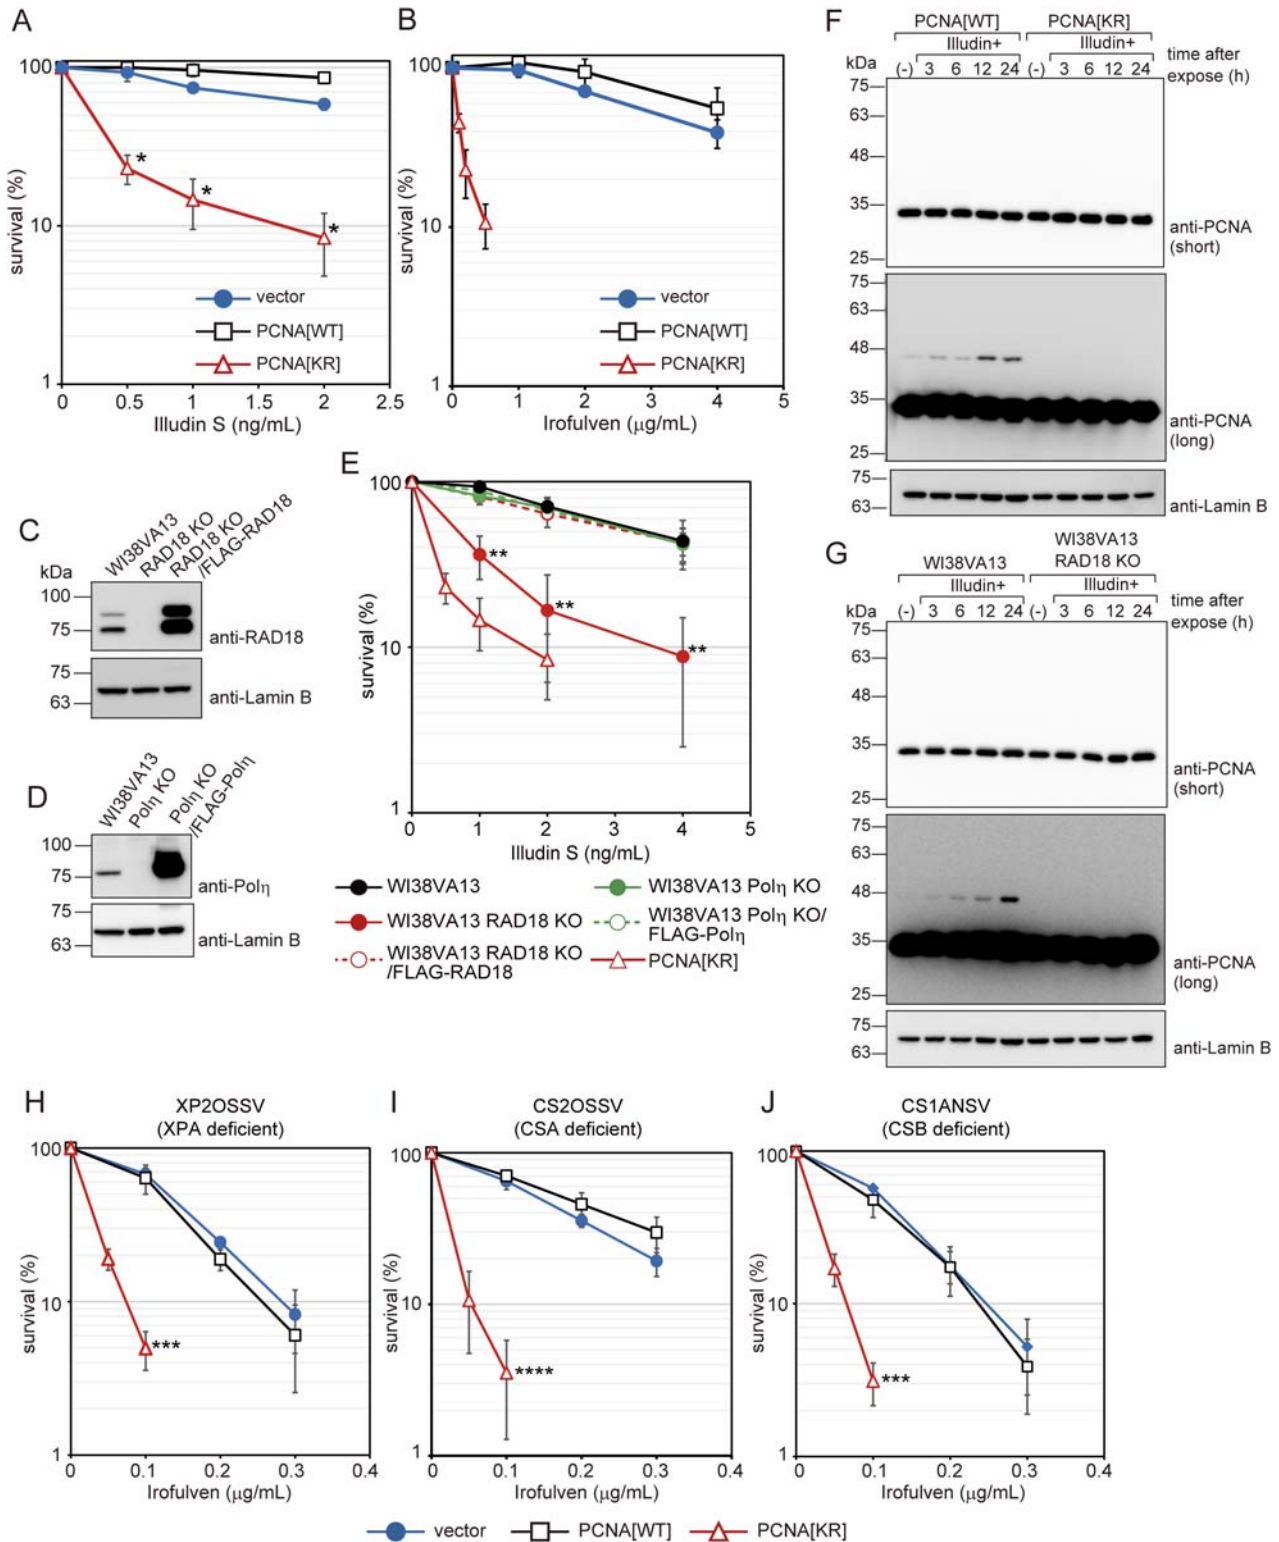 A
100
10
1
survival (%)
0 0.5 1 1.5 2 2.5
Illudin S (ng/mL)
*
*
*
vector
PCNA[WT]
PCNA[KR]
B
100
10
1
survival (%)
0 1 2 3 4 5
Irofulven (μg/mL)
vector
PCNA[WT]
PCNA[KR]
C
WI38VA13
RAD18 KO
RAD18 KO
/FLAG-RAD18
kDa
100
75
anti-RAD18
75
63
anti-Lamin B
D
WI38VA13
Polη KO
Polη KO
/FLAG-Polη
100
75
anti-Polη
75
63
anti-Lamin B
E
100
10
1
survival (%)
0 1 2 3 4 5
Illudin S (ng/mL)
**
**
**
WI38VA13
WI38VA13 RAD18 KO
WI38VA13 RAD18 KO
/FLAG-RAD18
WI38VA13 Polη KO
WI38VA13 Polη KO/
FLAG-Polη
PCNA[KR]
F
PCNA[WT] PCNA[KR]
Illudin+ Illudin+
kDa (-) 3 6 12 24 (-) 3 6 12 24
time after
expose (h)
75
63
48
35
25
anti-PCNA
(short)
75
63
48
35
25
anti-PCNA
(long)
75
63
anti-Lamin B
G
WI38VA13
WI38VA13
RAD18 KO
Illudin+ Illudin+
kDa (-) 3 6 12 24 (-) 3 6 12 24
time after
expose (h)
75
63
48
35
25
anti-PCNA
(short)
75
63
48
35
25
anti-PCNA
(long)
75
63
anti-Lamin B
H
XP2OSSV
(XPA deficient)
100
10
1
survival (%)
0 0.1 0.2 0.3 0.4
Irofulven (μg/mL)
***
I
CS2OSSV
(CSA deficient)
100
10
1
survival (%)
0 0.1 0.2 0.3 0.4
Irofulven (μg/mL)
****
J
CS1ANSV
(CSB deficient)
100
10
1
survival (%)
0 0.1 0.2 0.3 0.4
Irofulven (μg/mL)
***
vector PCNA[WT] PCNA[KR]